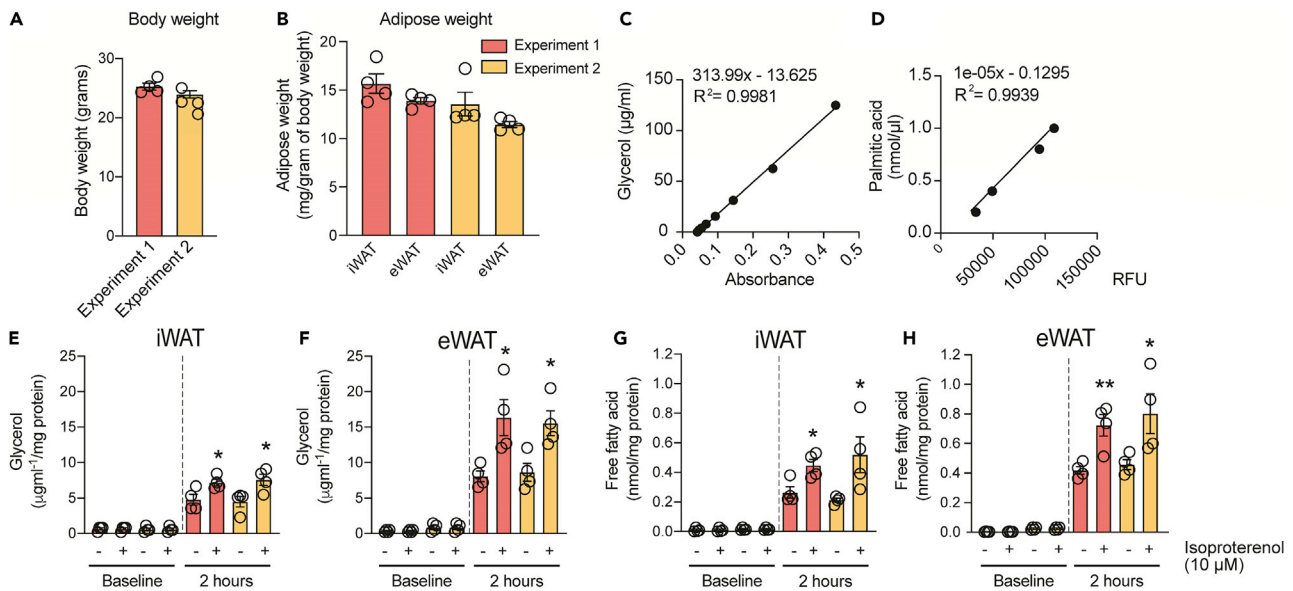 A
Body weight
Body weight (grams)
30
20
10
0
Experiment 1
Experiment 2
B
Adipose weight
Experiment 1
Experiment 2
Adipose weight
(mg/gram of body weight)
20
15
10
5
0
iWAT
eWAT
iWAT
eWAT
C
313.99x - 13.625
R²= 0.9981
Glycerol (µg/ml)
150
100
50
0
0.0
0.1
0.2
0.3
0.4
0.5
Absorbance
D
1e-05x - 0.1295
R²= 0.9939
Palmitic acid
(nmol/µl)
1.5
1.0
0.5
0.0
0
50000
100000
150000
RFU
E
iWAT
Glycerol
(µgml⁻¹/mg protein)
25
20
15
10
5
0
* *
- + - + - + - +
Baseline 2 hours
F
eWAT
Glycerol
(µgml⁻¹/mg protein)
25
20
15
10
5
0
* *
- + - + - + - +
Baseline 2 hours
G
iWAT
Free fatty acid
(nmol/mg protein)
1.2
1.0
0.8
0.6
0.4
0.2
0.0
* *
- + - + - + - +
Baseline 2 hours
H
eWAT
Free fatty acid
(nmol/mg protein)
1.2
1.0
0.8
0.6
0.4
0.2
0.0
** *
- + - + - + - +
Baseline 2 hours
Isoproterenol
(10 µM)